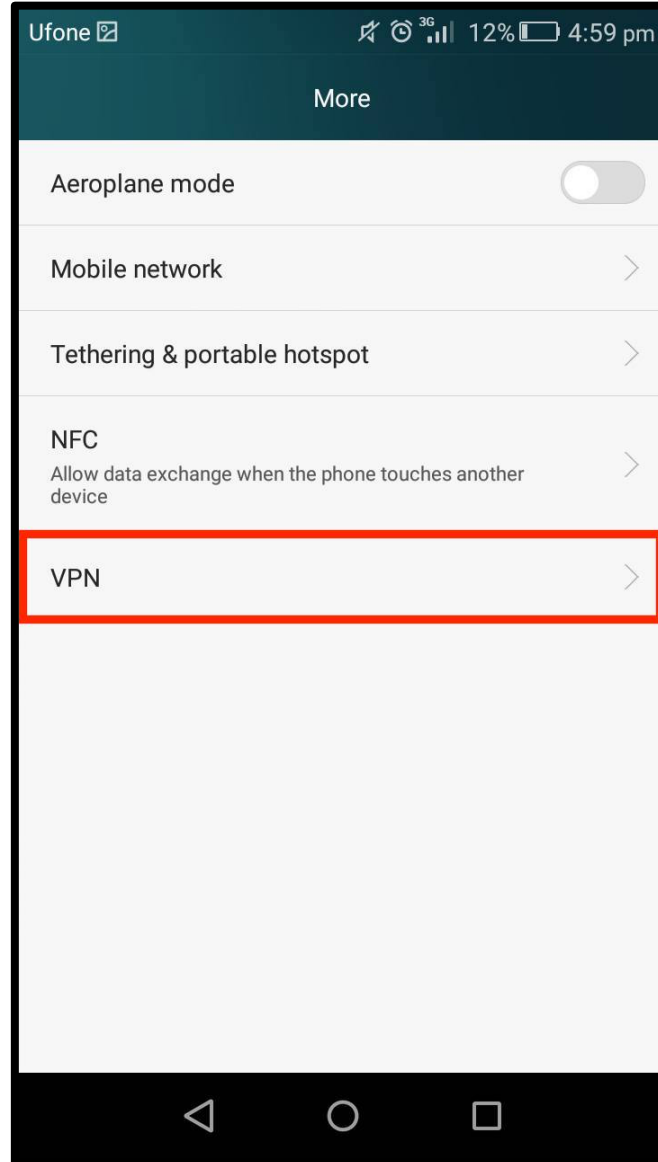 Ufone 3G 12% 4:59 pm
More
Aeroplane mode
Mobile network
Tethering & portable hotspot
NFC
Allow data exchange when the phone touches another
device
VPN